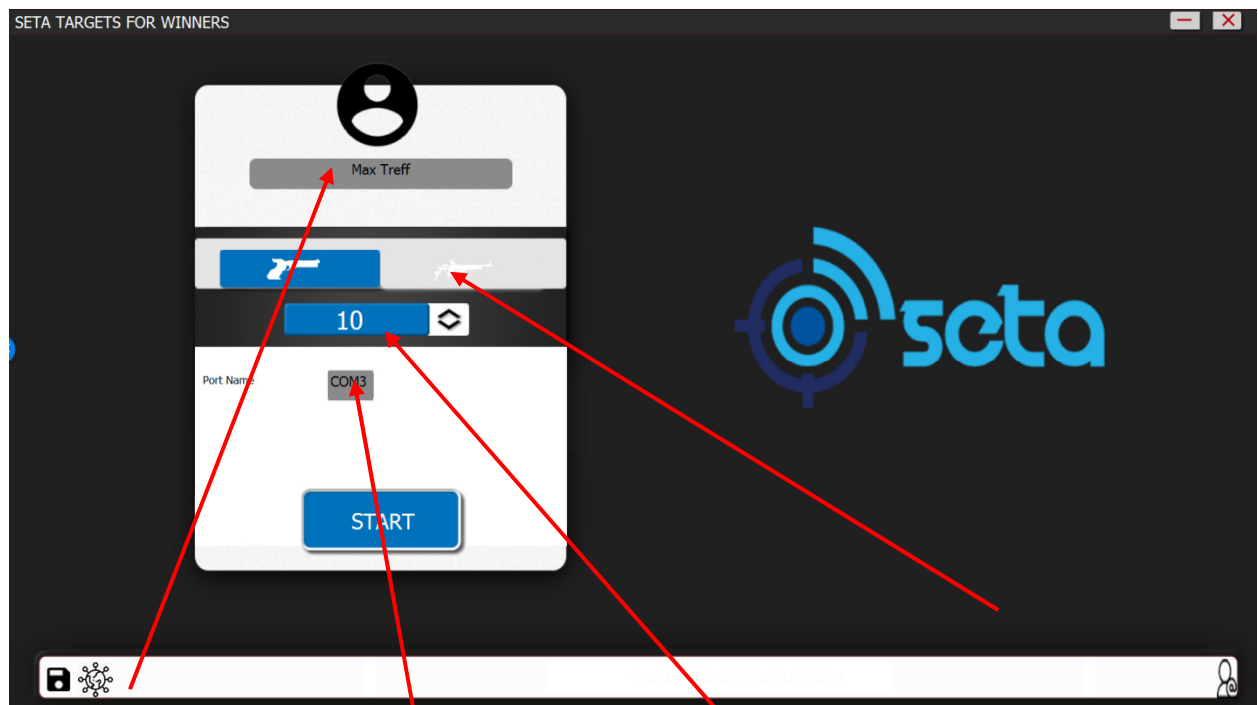 SETA TARGETS FOR WINNERS
Max Treff
10
Port Name
COM3
START
seta